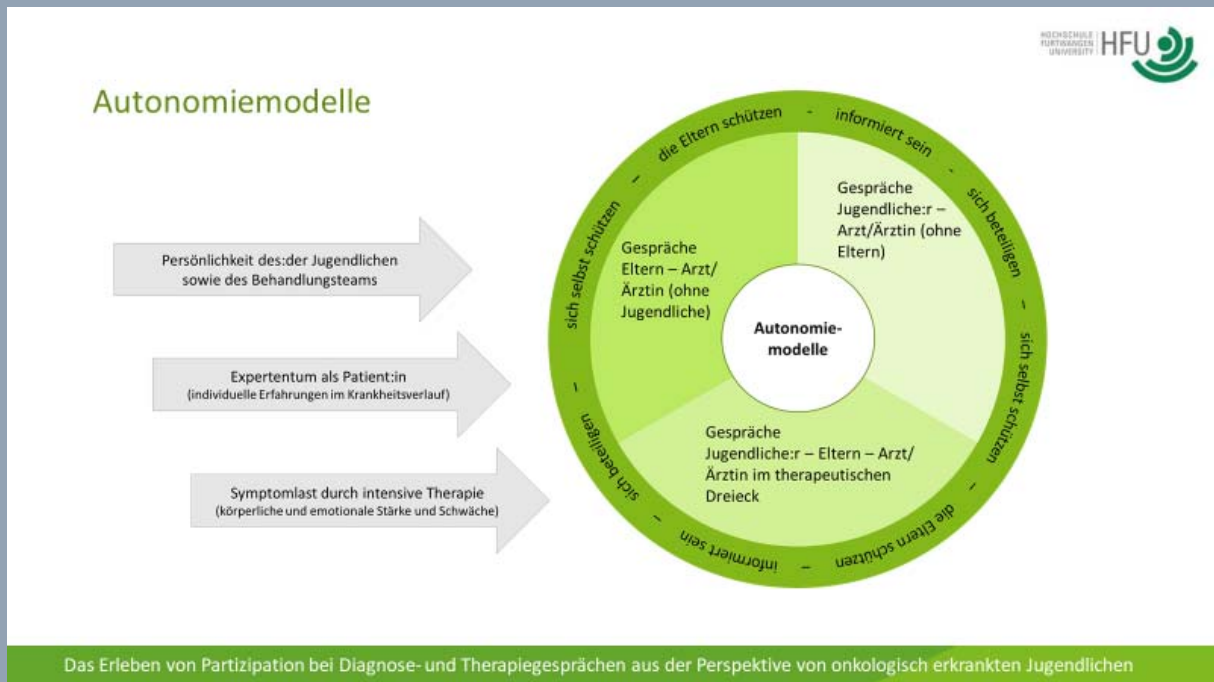 HOCHSCHULE
FURTWANGEN
UNIVERSITY
HFU
Autonomiemodelle
Persönlichkeit des:der Jugendlichen
sowie des Behandlungsteams
Expertentum als Patient:in
(individuelle Erfahrungen im Krankheitsverlauf)
Symptomlast durch intensive Therapie
(körperliche und emotionale Stärke und Schwäche)
informiert sein - sich beteiligen – sich selbst schützen – die Eltern schützen – informiert sein – sich beteiligen – sich selbst schützen – die Eltern schützen -
Gespräche
Eltern – Arzt/
Ärztin (ohne
Jugendliche)
Gespräche
Jugendliche:r –
Arzt/Ärztin (ohne
Eltern)
Autonomie-
modelle
Gespräche
Jugendliche:r – Eltern – Arzt/
Ärztin im therapeutischen
Dreieck
Das Erleben von Partizipation bei Diagnose- und Therapiegesprächen aus der Perspektive von onkologisch erkrankten Jugendlichen